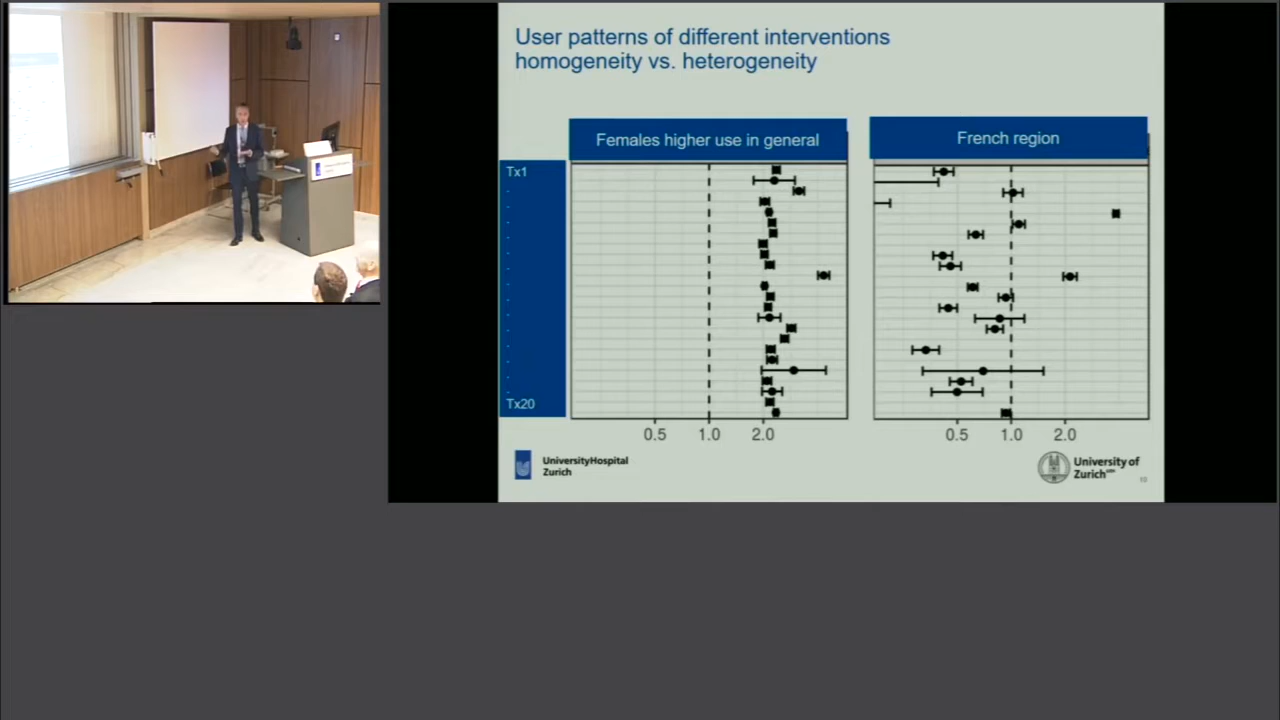 User patterns of different interventions
homogeneity vs. heterogeneity
Females higher use in general
French region
Tx1
Tx20
0.5 1.0 2.0
0.5 1.0 2.0
UniversityHospital
Zurich
University of
Zurich
10